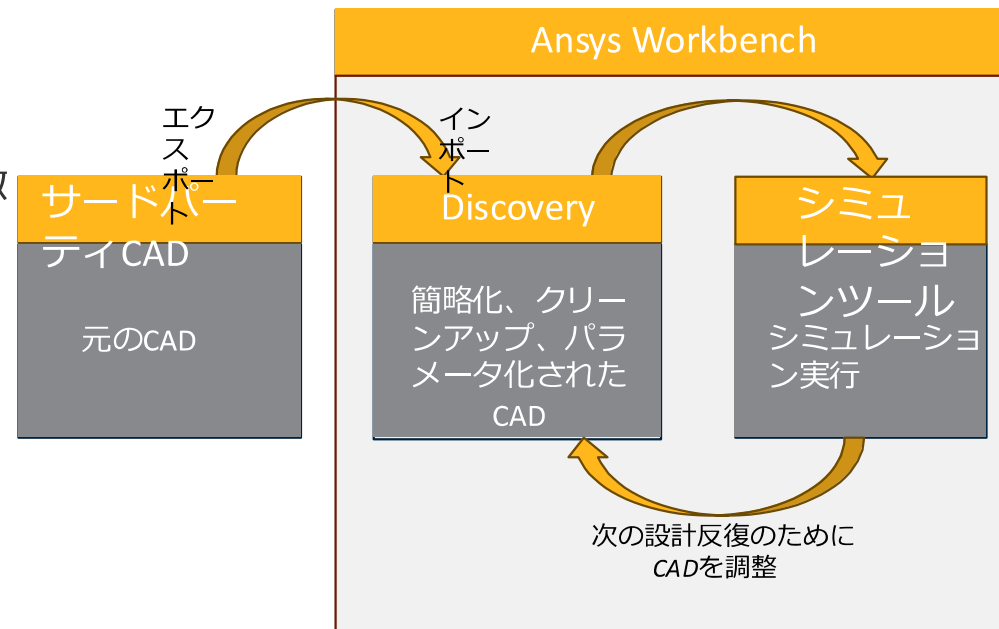 Ansys Workbench
エク
ス
ポー
ト
イン
ポー
ト
サードパー
ティCAD
元のCAD
Discovery
簡略化、クリー
ンアップ、パラ
メータ化された
CAD
シミュ
レーショ
ンツール
シミュレーショ
ン実行
次の設計反復のために
CADを調整